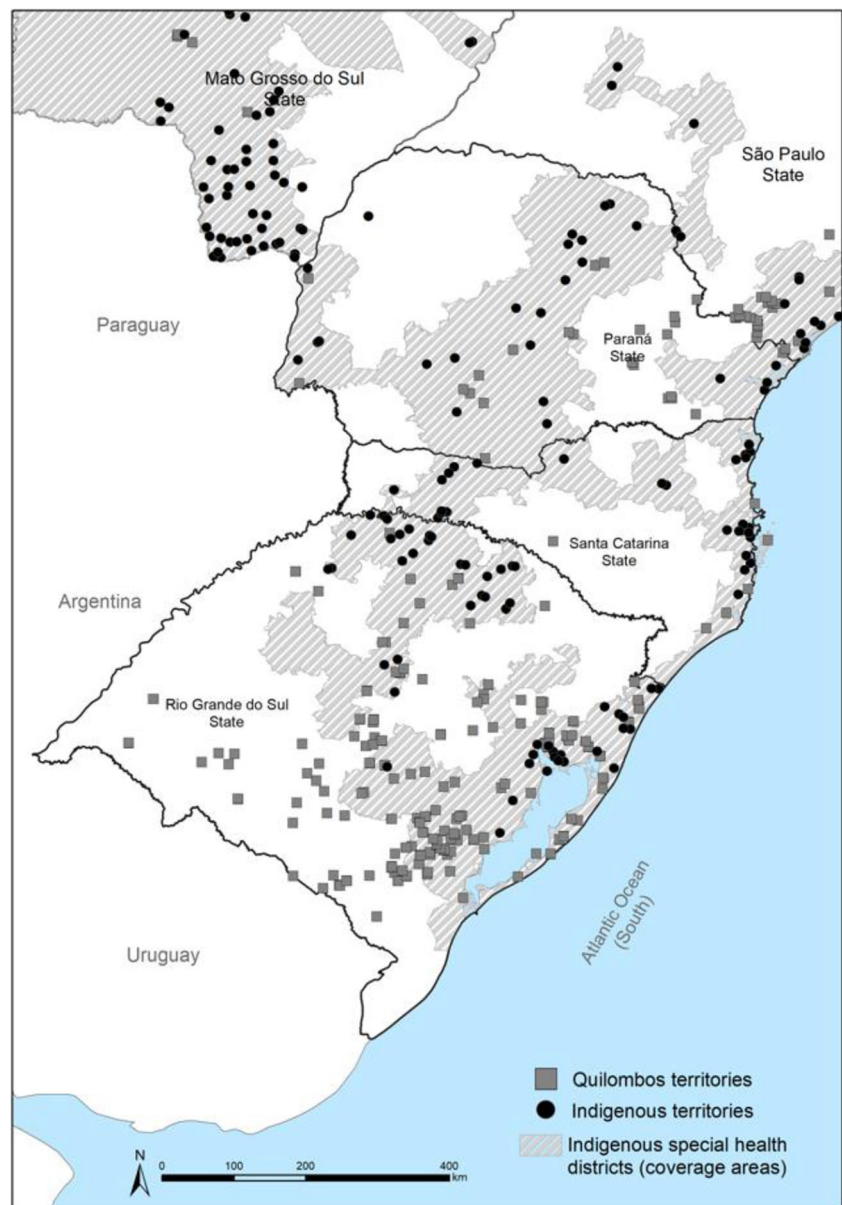 Mato Grosso do Sul
State
São Paulo
State
Paraguay
Paraná
State
Santa Catarina
State
Argentina
Rio Grande do Sul
State
Atlantic Ocean
(South)
Uruguay
Quilombos territories
Indigenous territories
Indigenous special health
districts (coverage areas)
N
0 100 200 400
km